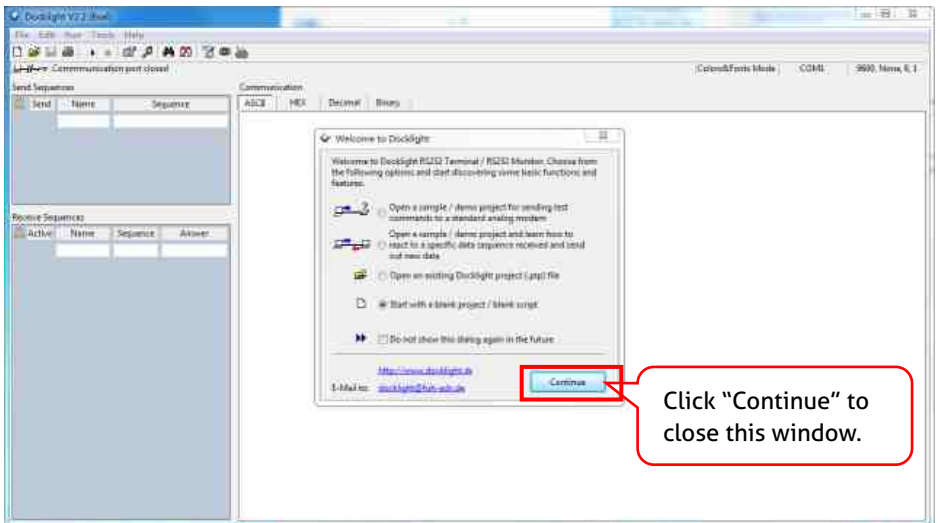 Docklight V2.2 (Eval)
File Edit Run Tools Help
Communication port closed
Colors&Fonts Mode COM1 9600, None, 8, 1
Send Sequences
Send Name Sequence
Communication
ASCII HEX Decimal Binary
Receive Sequences
Active Name Sequence Answer
Welcome to Docklight
Welcome to Docklight RS232 Terminal / RS232 Monitor. Choose from
the following options and start discovering some basic functions and
features.
Open a sample / demo project for sending test
commands to a standard analog modem
Open a sample / demo project and learn how to
react to a specific data sequence received and send
out new data
Open an existing Docklight project (.ptp) file
Start with a blank project / blank script
Do not show this dialog again in the future
http://www.docklight.de
E-Mail to: docklight@fuh-edv.de
Continue
Click “Continue” to
close this window.